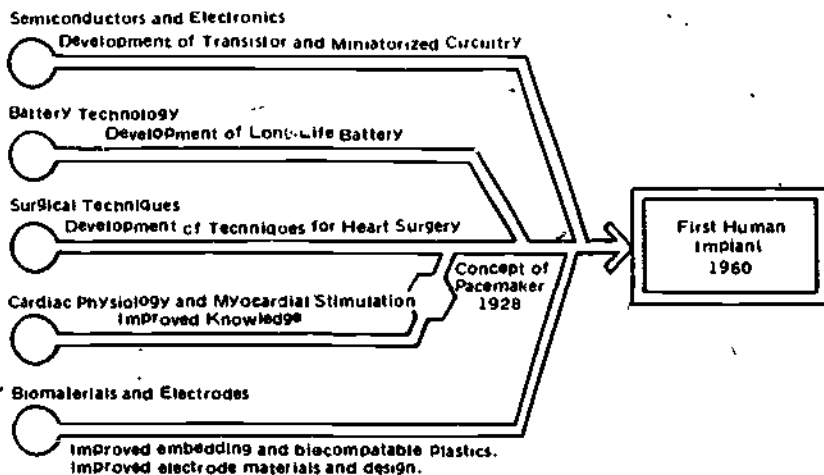 Semiconductors and Electronics
Development of Transistor and Miniatorized Circuitry
Battery Technology
Development of Long-Life Battery
Surgical Techniques
Development of Techniques for Heart Surgery
Concept of
Pacemaker
1928
Cardiac Physiology and Myocardial Stimulation
Improved Knowledge
Biomaterials and Electrodes
Improved embedding and biocompatable Plastics.
Improved electrode materials and design.
First Human
Implant
1960